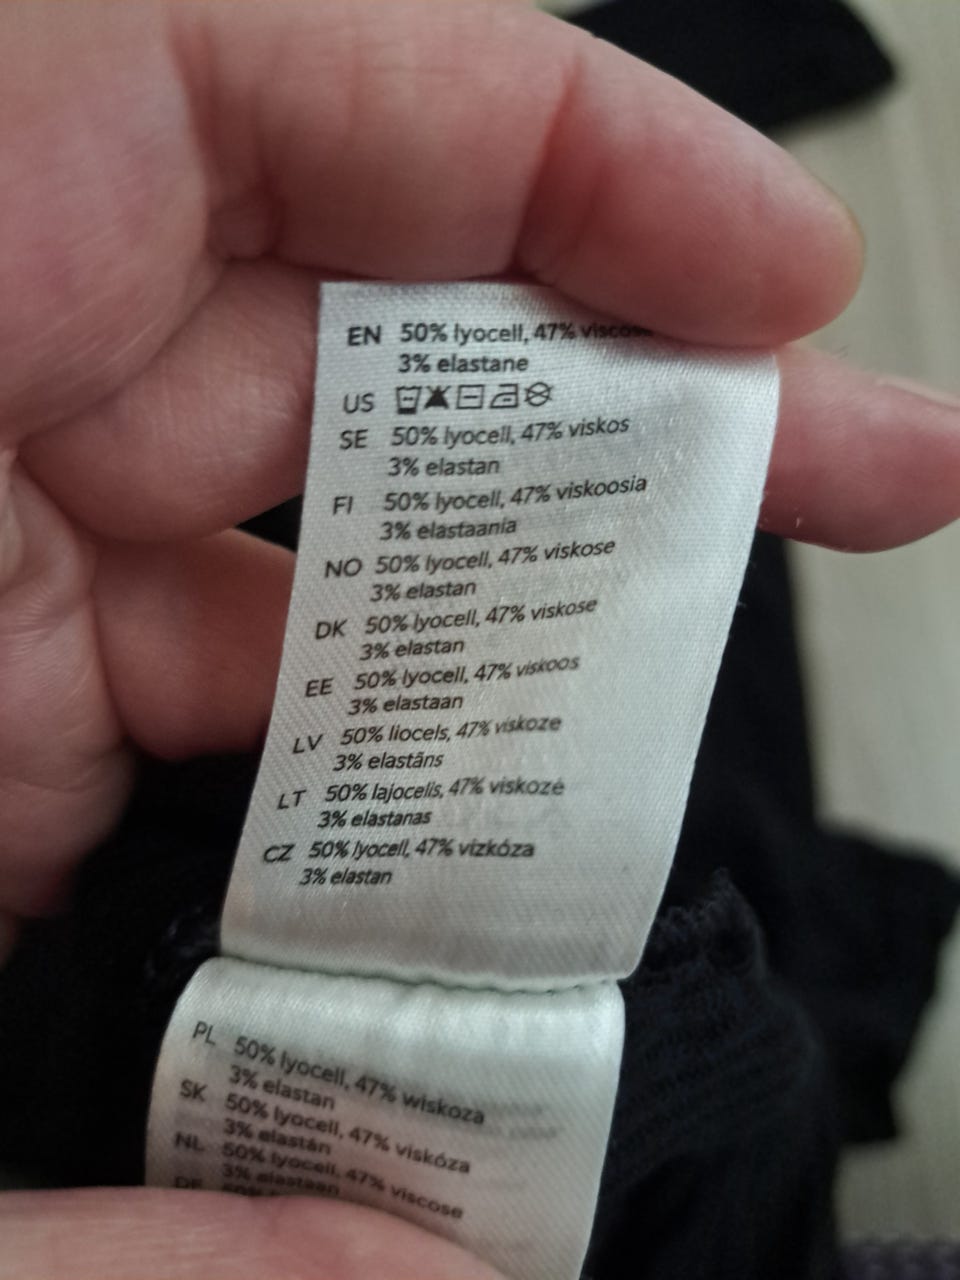 EN 50% lyocell, 47% viscose
3% elastane
US
SE 50% lyocell, 47% viskos
3% elastan
FI 50% lyocell, 47% viskoosia
3% elastaania
NO 50% lyocell, 47% viskose
3% elastan
DK 50% lyocell, 47% viskose
3% elastan
EE 50% lyocell, 47% viskoos
3% elastaan
LV 50% liocels, 47% viskoze
3% elastāns
LT 50% lajocelis, 47% viskozė
3% elastanas
CZ 50% lyocell, 47% vizkóza
3% elastan
PL 50% lyocell, 47% wiskoza
3% elastan
SK 50% lyocell, 47% viskóza
3% elastán
NL 50% lyocell, 47% viscose
3% elastaan
DE 50%